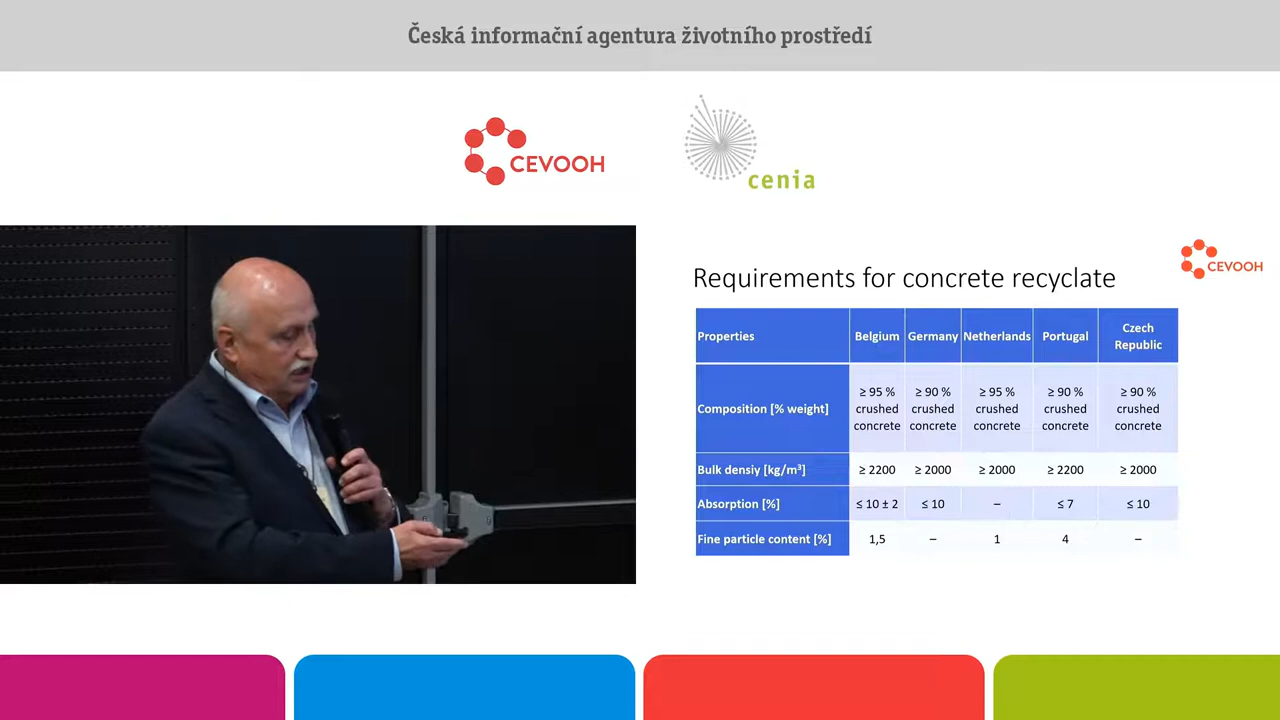 Česká informační agentura životního prostředí
CEVOOH
cenia
CEVOOH
Requirements for concrete recyclate
Properties Belgium Germany Netherlands Portugal Czech Republic
Composition [% weight] ≥ 95 % crushed concrete ≥ 90 % crushed concrete ≥ 95 % crushed concrete ≥ 90 % crushed concrete ≥ 90 % crushed concrete
Bulk densiy [kg/m³] ≥ 2200 ≥ 2000 ≥ 2000 ≥ 2200 ≥ 2000
Absorption [%] ≤ 10 ± 2 ≤ 10 – ≤ 7 ≤ 10
Fine particle content [%] 1,5 – 1 4 –